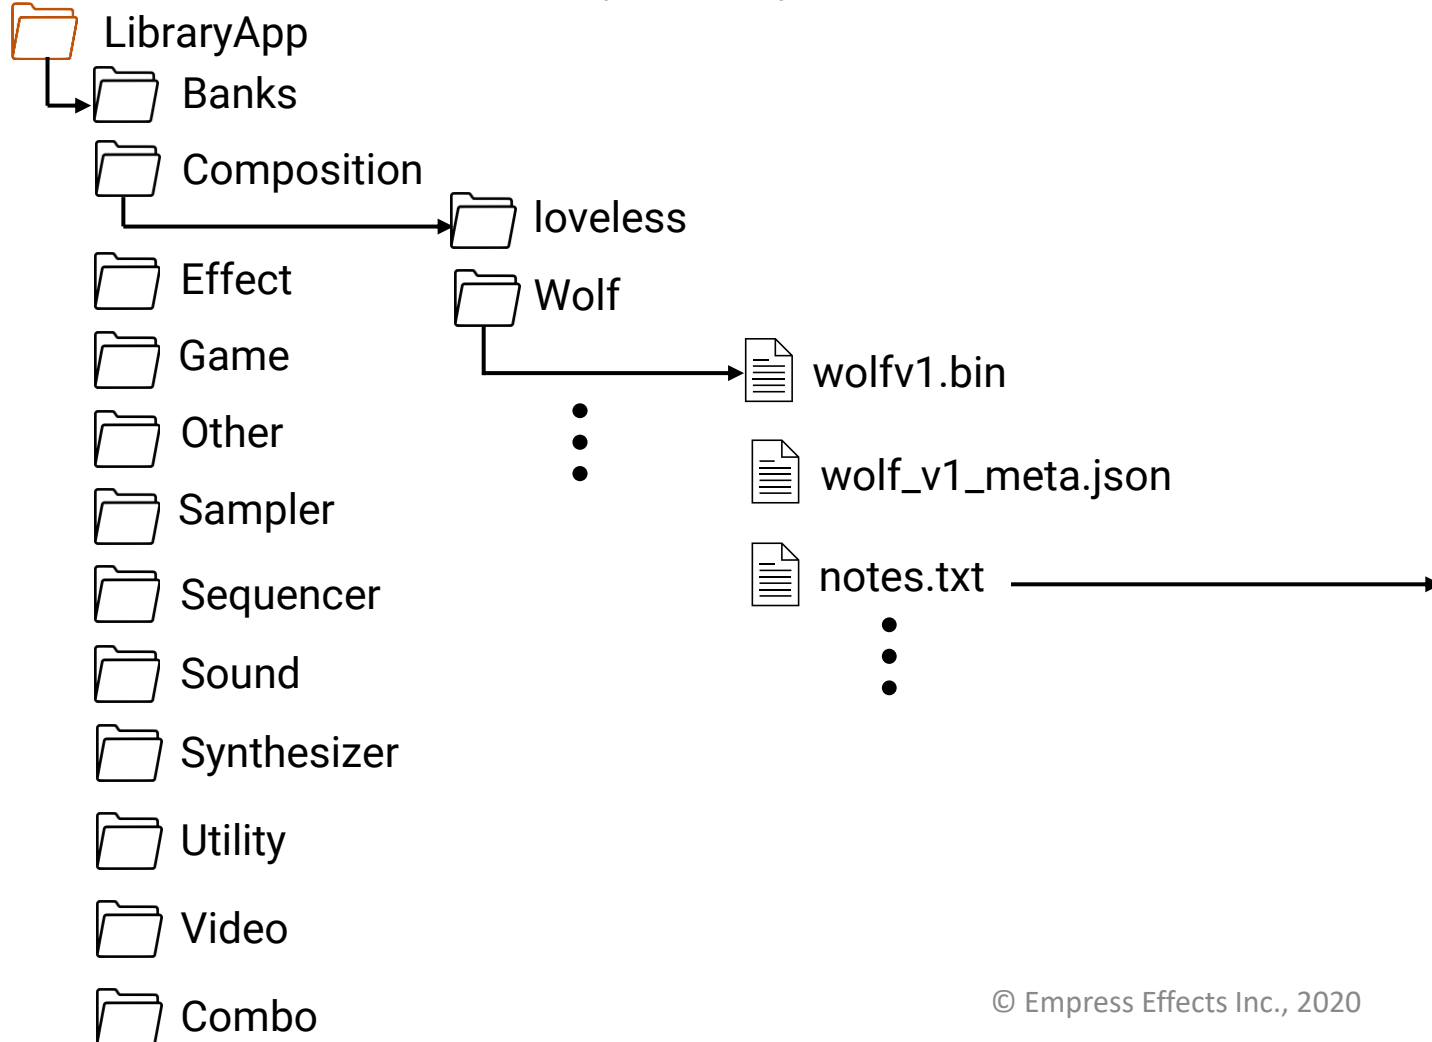 LibraryApp
Banks
Composition
loveless
Effect
Wolf
Game
wolfv1.bin
Other
wolf_v1_meta.json
Sampler
notes.txt
Sequencer
Sound
Synthesizer
Utility
Video
© Empress Effects Inc., 2020
Combo